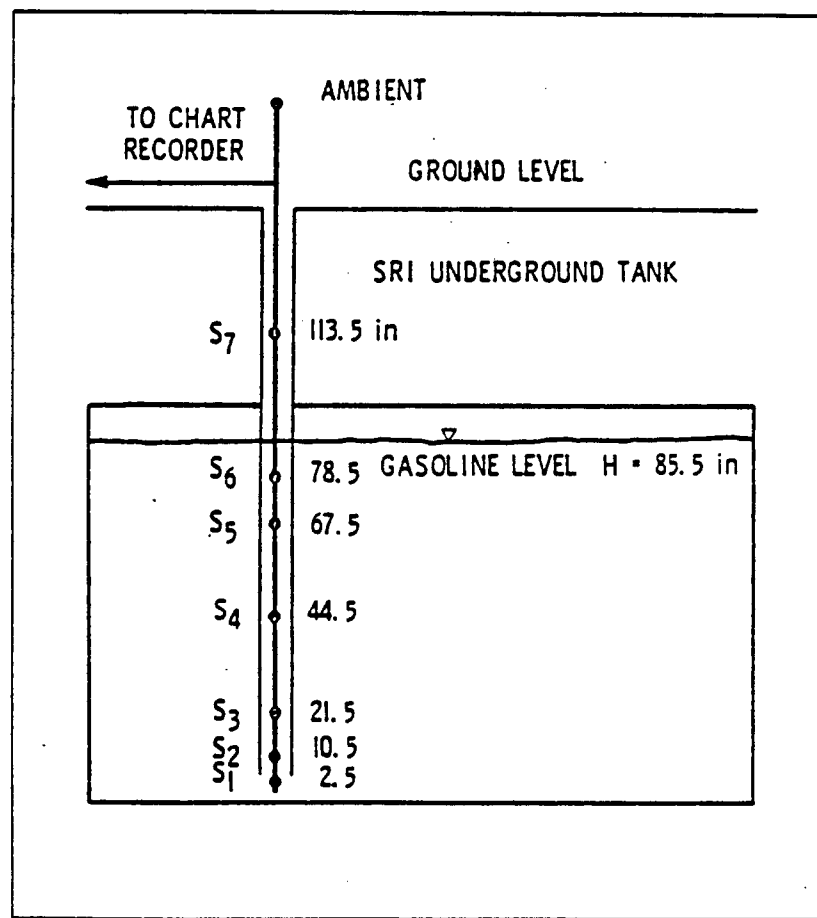 AMBIENT
TO CHART
RECORDER
GROUND LEVEL
SRI UNDERGROUND TANK
S7 113.5 in
S6 78.5 GASOLINE LEVEL H = 85.5 in
S5 67.5
S4 44.5
S3 21.5
S2 10.5
S1 2.5